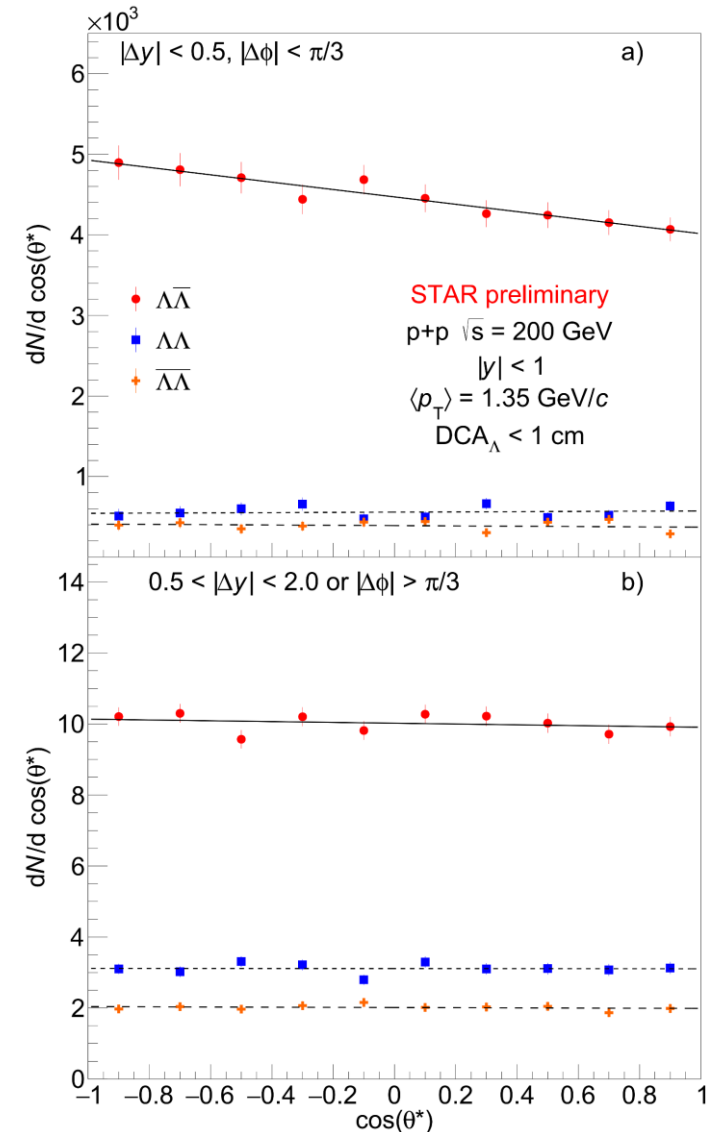 ×10³
|Δy| < 0.5, |Δϕ| < π/3
a)
6
5
4
3
2
1
dN/d cos(θ*)
ΛΛ̅
ΛΛ
Λ̅Λ̅
STAR preliminary
p+p √s = 200 GeV
|y| < 1
⟨p_T⟩ = 1.35 GeV/c
DCA_Λ < 1 cm
0.5 < |Δy| < 2.0 or |Δϕ| > π/3
b)
14
12
10
8
6
4
2
0
dN/d cos(θ*)
−1 −0.8 −0.6 −0.4 −0.2 0 0.2 0.4 0.6 0.8 1
cos(θ*)